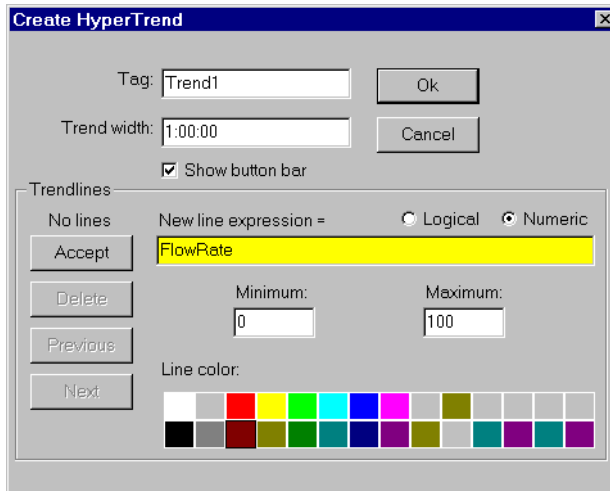 Create HyperTrend
Tag: Trend1 Ok
Trend width: 1:00:00 Cancel
Show button bar
Trendlines
No lines New line expression = Logical Numeric
Accept FlowRate
Delete Minimum: Maximum:
0 100
Previous
Line color:
Next